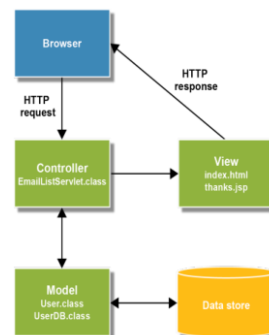 Browser
HTTP
request
HTTP
response
Controller
EmailListServlet.class
View
index.html
thanks.jsp
Model
User.class
UserDB.class
Data store